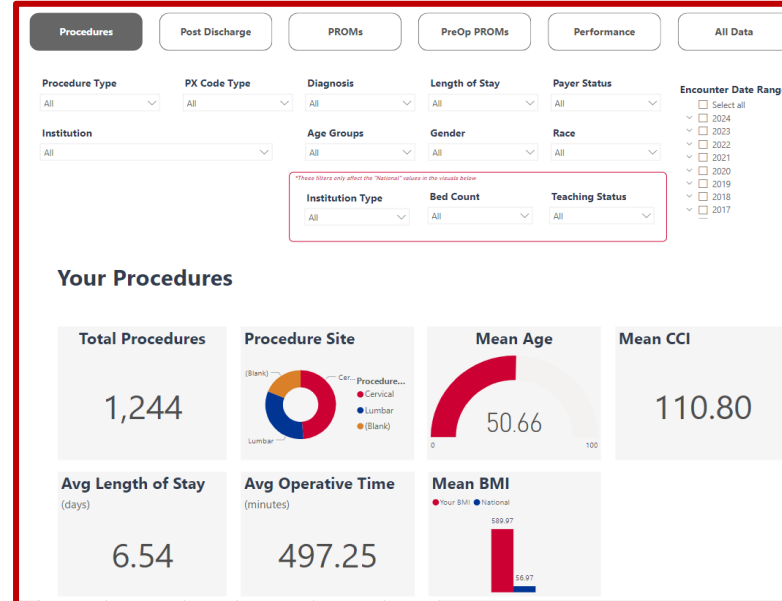 Procedures Post Discharge PROMs PreOp PROMs Performance All Data
Procedure Type PX Code Type Diagnosis Length of Stay Payer Status
All All All All All
Encounter Date Rang
Select all
2024
2023
2022
2021
2020
2019
2018
2017
Institution Age Groups Gender Race
All All All All
*These filters only affect the "National" values in the visuals below
Institution Type Bed Count Teaching Status
All All All
Your Procedures
Total Procedures
1,244
Procedure Site
(Blank)
Cer...
Lumbar
Procedure...
Cervical
Lumbar
(Blank)
Mean Age
50.66
0 100
Mean CCI
110.80
Avg Length of Stay
(days)
6.54
Avg Operative Time
(minutes)
497.25
Mean BMI
Your BMI National
589.97
56.97